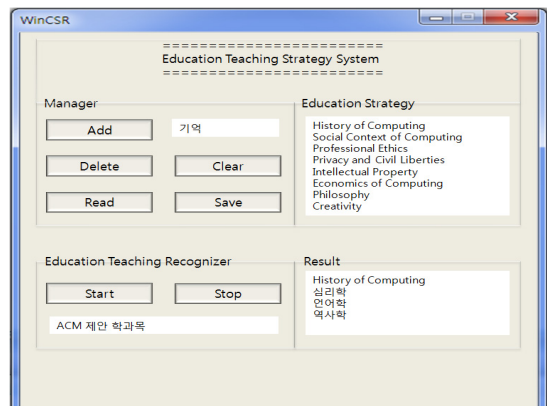 WinCSR
========================
Education Teaching Strategy System
========================
Manager
Add
기억
Delete
Clear
Read
Save
Education Strategy
History of Computing
Social Context of Computing
Professional Ethics
Privacy and Civil Liberties
Intellectual Property
Economics of Computing
Philosophy
Creativity
Education Teaching Recognizer
Start
Stop
ACM 제안 학과목
Result
History of Computing
심리학
언어학
역사학